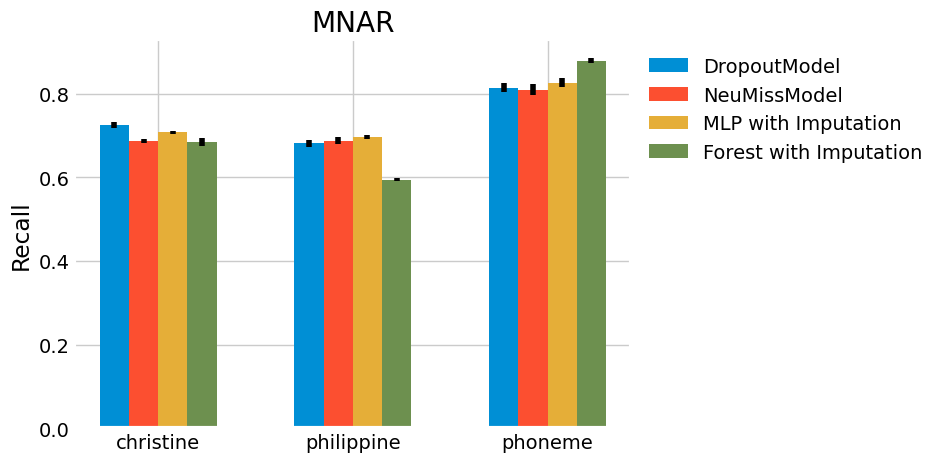 MNAR
Recall
0.8
0.6
0.4
0.2
0.0
christine
philippine
phoneme
DropoutModel
NeuMissModel
MLP with Imputation
Forest with Imputation